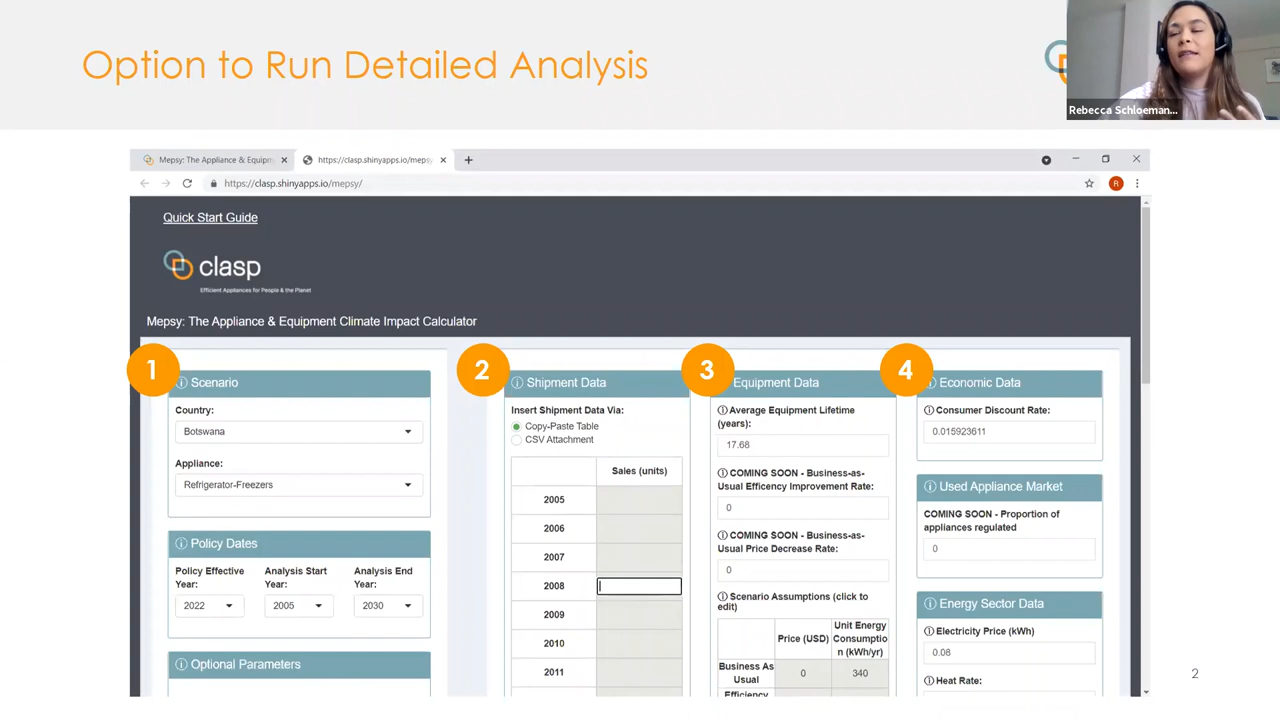 Option to Run Detailed Analysis
Rebecca Schloeman...
Mepsy: The Appliance & Equipm
https://clasp.shinyapps.io/mepsy
https://clasp.shinyapps.io/mepsy/
R
Quick Start Guide
clasp
Efficient Appliances for People & the Planet
Mepsy: The Appliance & Equipment Climate Impact Calculator
1
Scenario
Country:
Botswana
Appliance:
Refrigerator-Freezers
Policy Dates
Policy Effective Year:
2022
Analysis Start Year:
2005
Analysis End Year:
2030
Optional Parameters
2
Shipment Data
Insert Shipment Data Via:
Copy-Paste Table
CSV Attachment
Sales (units)
2005
2006
2007
2008
2009
2010
2011
3
Equipment Data
Average Equipment Lifetime
(years):
17.68
COMING SOON - Business-as-
Usual Efficency Improvement Rate:
0
COMING SOON - Business-as-
Usual Price Decrease Rate:
0
Scenario Assumptions (click to
edit)
Price (USD)
Unit Energy
Consumptio
n (kWh/yr)
Business As
Usual
0
340
Efficiency
4
Economic Data
Consumer Discount Rate:
0.015923611
Used Appliance Market
COMING SOON - Proportion of
appliances regulated
0
Energy Sector Data
Electricity Price (kWh)
0.08
Heat Rate:
2